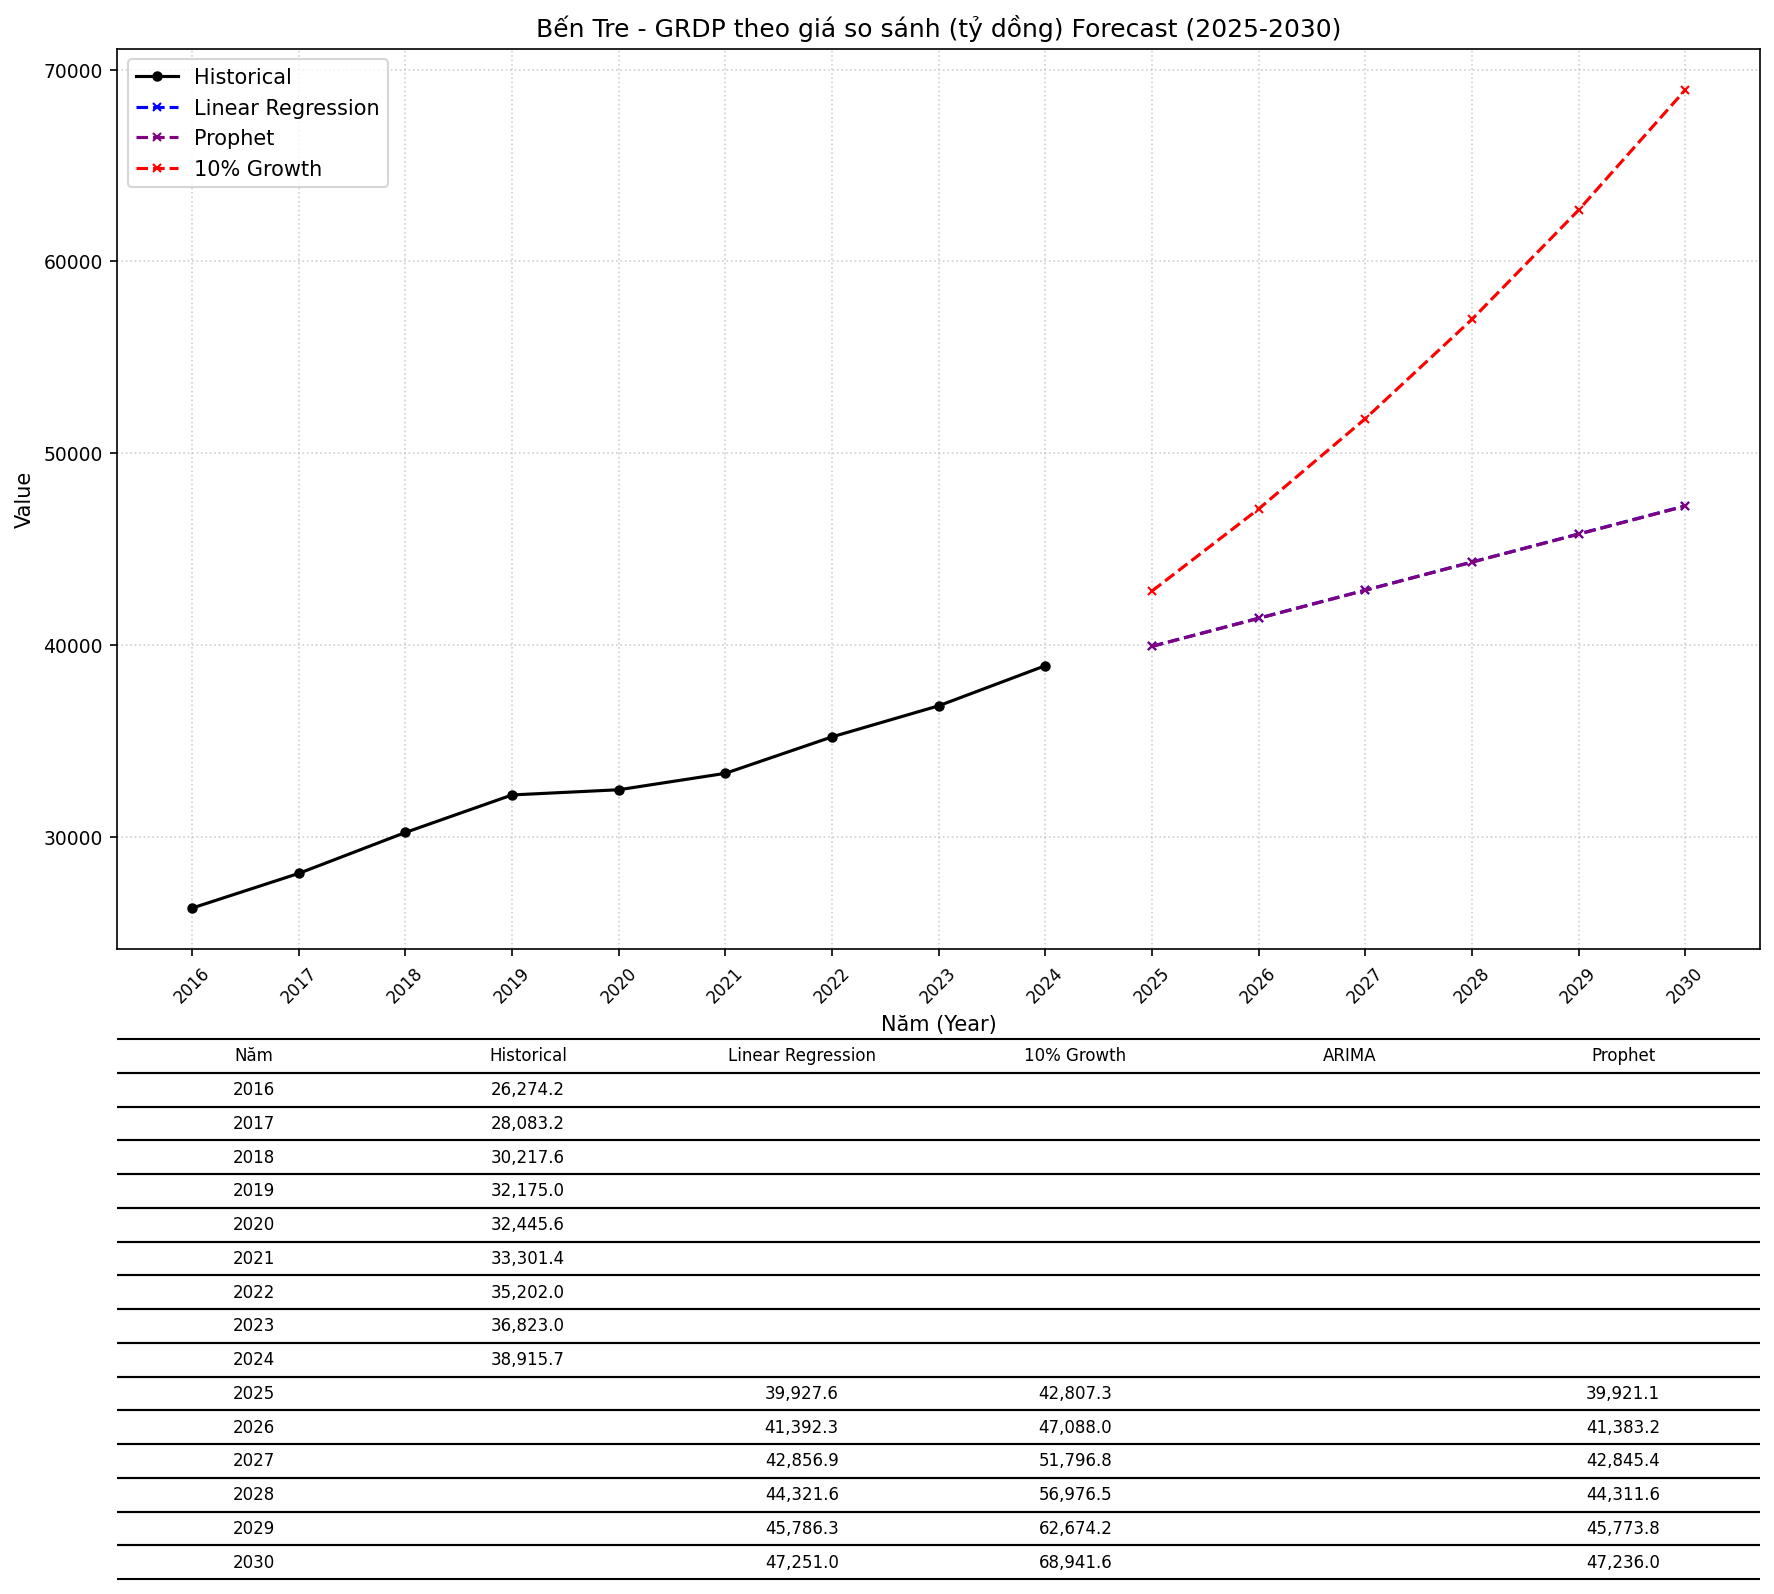 Bến Tre - GRDP theo giá so sánh (tỷ đồng) Forecast (2025-2030)
Historical
Linear Regression
Prophet
10% Growth
70000
60000
50000
40000
30000
Value
2016 2017 2018 2019 2020 2021 2022 2023 2024 2025 2026 2027 2028 2029 2030
Năm (Year)
Năm Historical Linear Regression 10% Growth ARIMA Prophet
2016 26,274.2
2017 28,083.2
2018 30,217.6
2019 32,175.0
2020 32,445.6
2021 33,301.4
2022 35,202.0
2023 36,823.0
2024 38,915.7
2025 39,927.6 42,807.3 39,921.1
2026 41,392.3 47,088.0 41,383.2
2027 42,856.9 51,796.8 42,845.4
2028 44,321.6 56,976.5 44,311.6
2029 45,786.3 62,674.2 45,773.8
2030 47,251.0 68,941.6 47,236.0